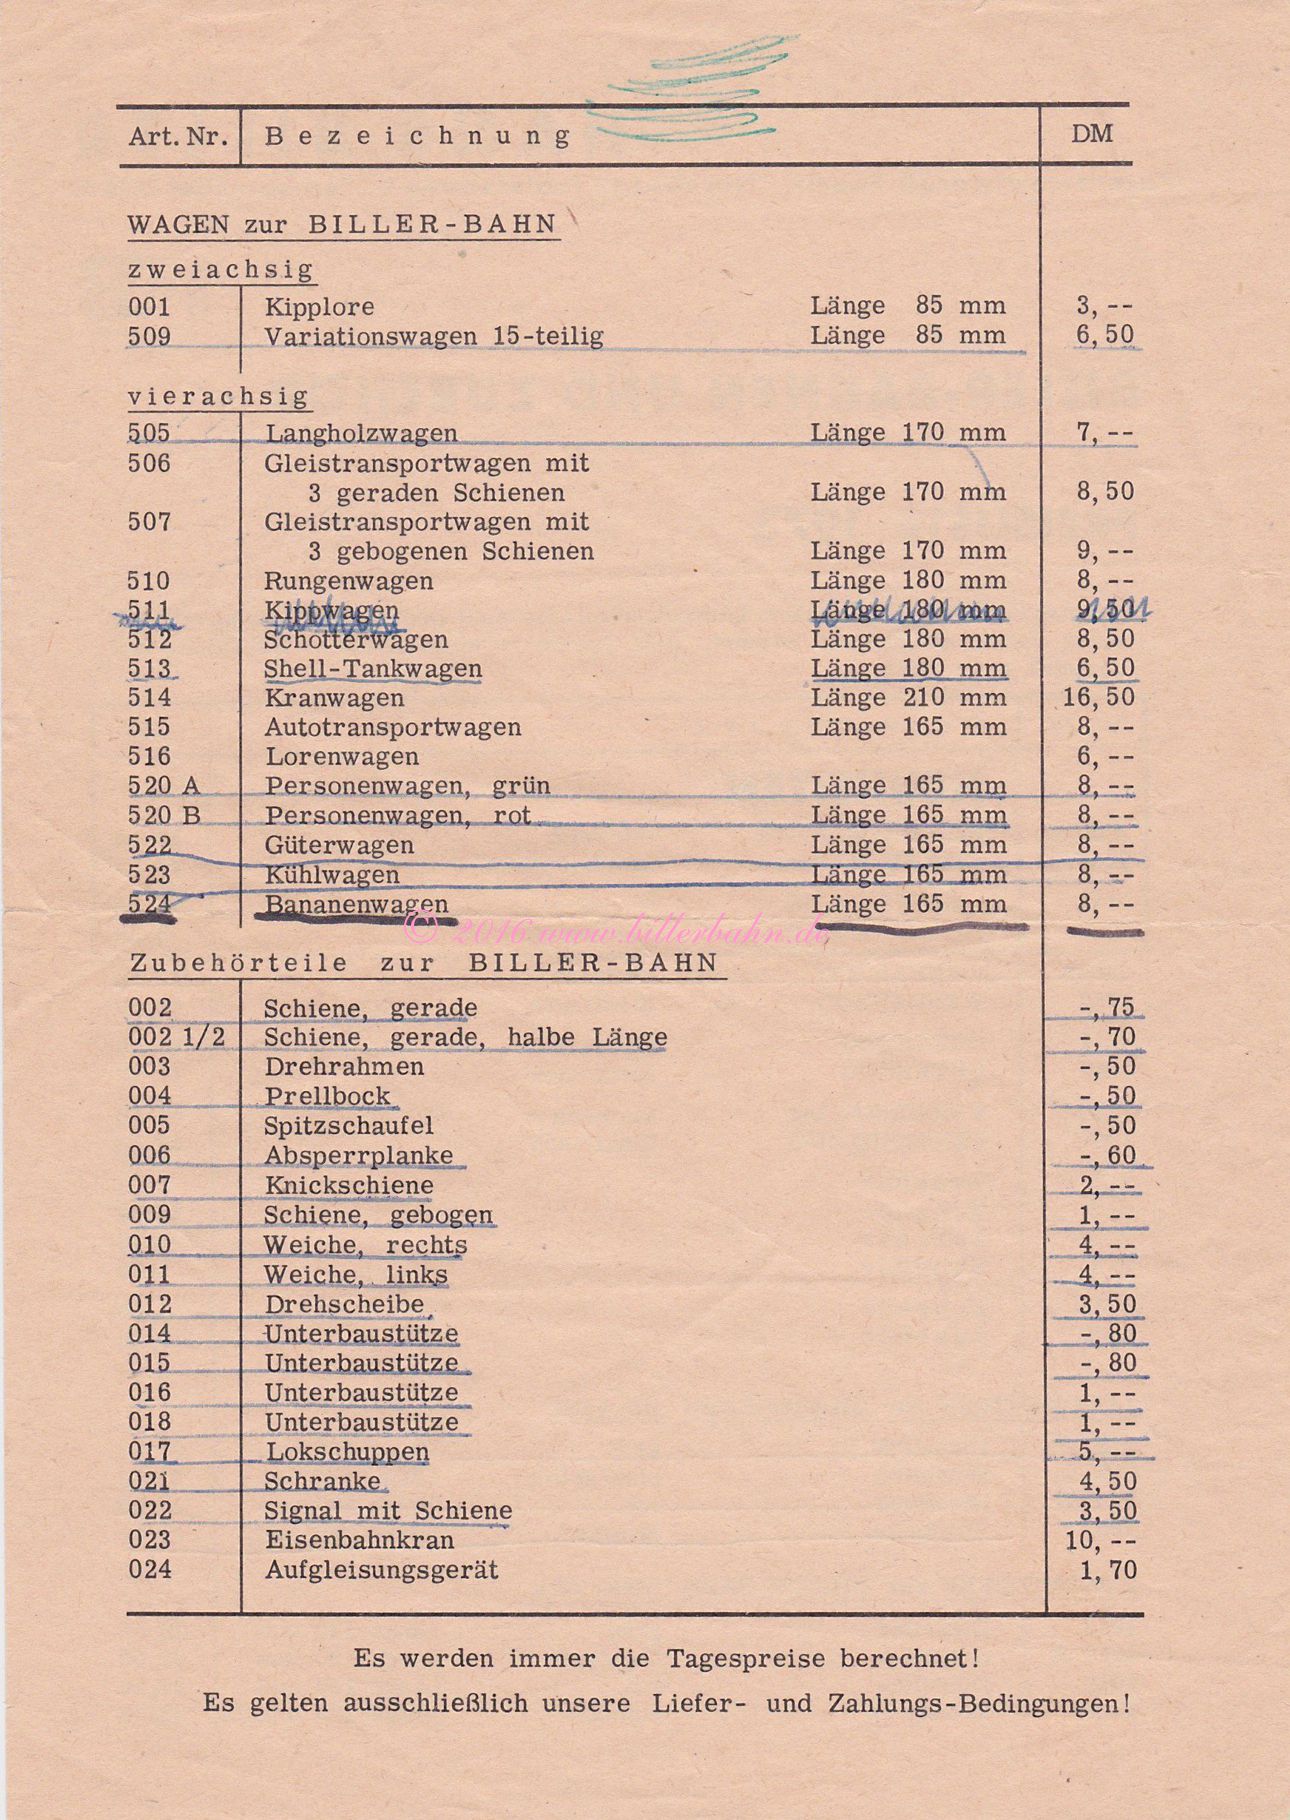 Art. Nr. Bezeichnung DM
WAGEN zur BILLER-BAHN
zweiachsig
001 Kipplore Länge 85 mm 3, --
509 Variationswagen 15-teilig Länge 85 mm 6, 50
vierachsig
505 Langholzwagen Länge 170 mm 7, --
506 Gleistransportwagen mit
3 geraden Schienen Länge 170 mm 8, 50
507 Gleistransportwagen mit
3 gebogenen Schienen Länge 170 mm 9, --
510 Rungenwagen Länge 180 mm 8, --
511 Kippwagen Länge 180 mm 9, 50
512 Schotterwagen Länge 180 mm 8, 50
513 Shell-Tankwagen Länge 180 mm 6, 50
514 Kranwagen Länge 210 mm 16, 50
515 Autotransportwagen Länge 165 mm 8, --
516 Lorenwagen 6, --
520 A Personenwagen, grün Länge 165 mm 8, --
520 B Personenwagen, rot Länge 165 mm 8, --
522 Güterwagen Länge 165 mm 8, --
523 Kühlwagen Länge 165 mm 8, --
524 Bananenwagen Länge 165 mm 8, --
© 2016 www.billerbahn.de
Zubehörteile zur BILLER-BAHN
002 Schiene, gerade -, 75
002 1/2 Schiene, gerade, halbe Länge -, 70
003 Drehrahmen -, 50
004 Prellbock -, 50
005 Spitzschaufel -, 50
006 Absperrplanke -, 60
007 Knickschiene 2, --
009 Schiene, gebogen 1, --
010 Weiche, rechts 4, --
011 Weiche, links 4, --
012 Drehscheibe 3, 50
014 Unterbaustütze -, 80
015 Unterbaustütze -, 80
016 Unterbaustütze 1, --
018 Unterbaustütze 1, --
017 Lokschuppen 5, --
021 Schranke 4, 50
022 Signal mit Schiene 3, 50
023 Eisenbahnkran 10, --
024 Aufgleisungsgerät 1, 70
Es werden immer die Tagespreise berechnet!
Es gelten ausschließlich unsere Liefer- und Zahlungs-Bedingungen!